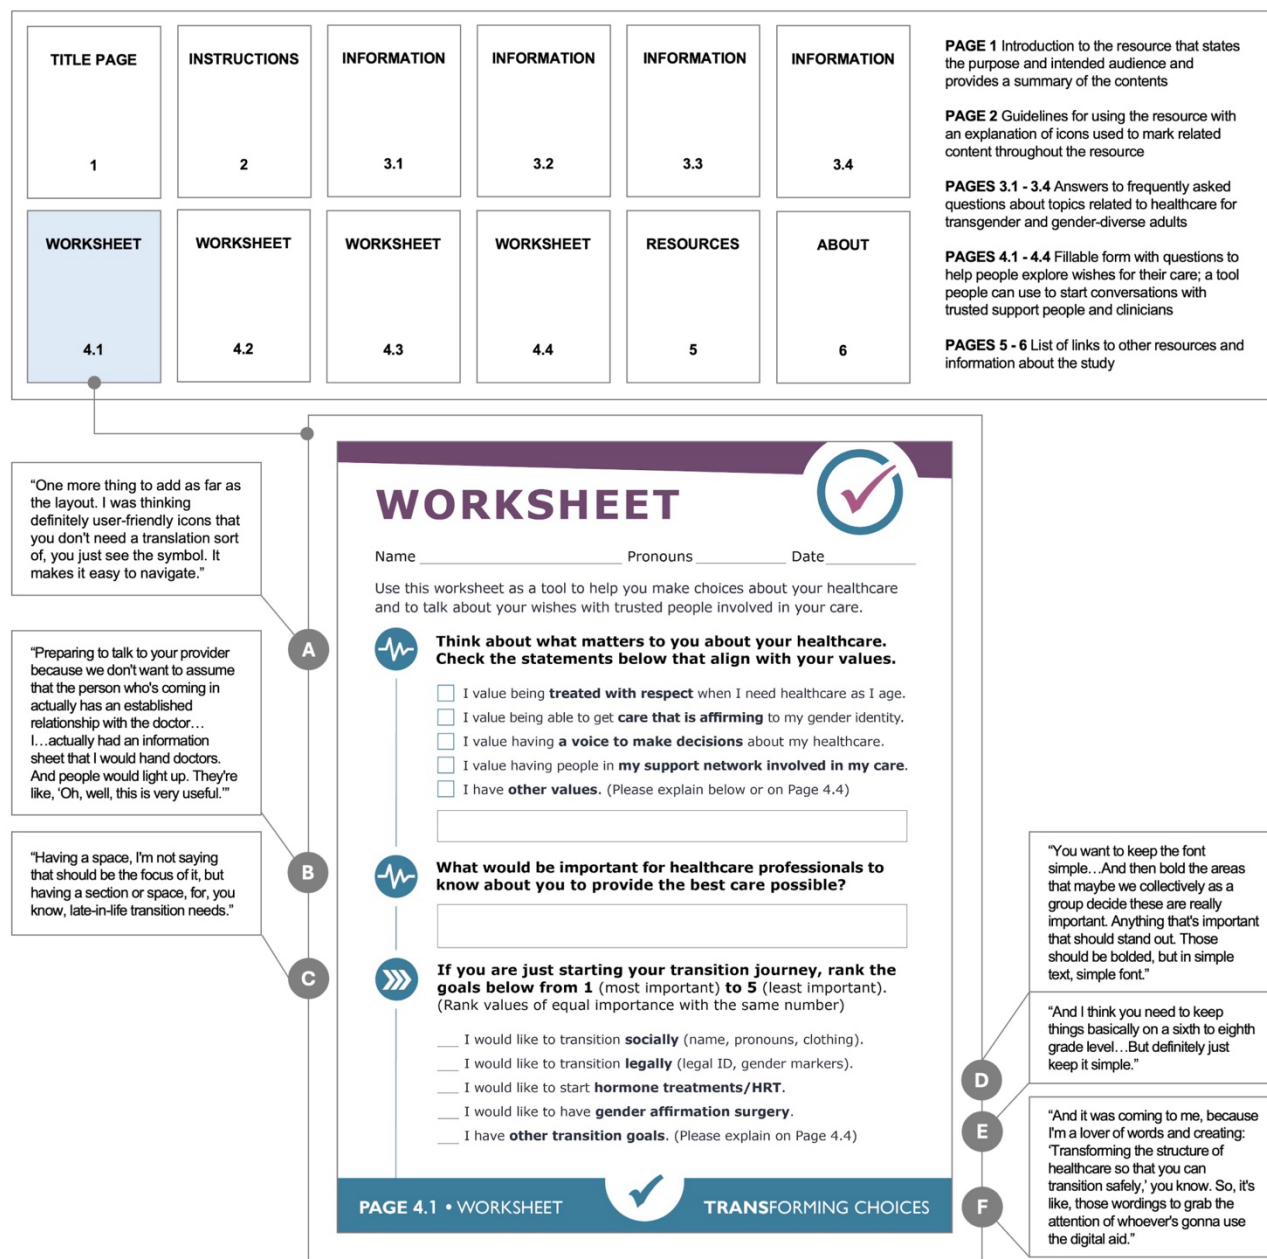 TITLE PAGE
1
INSTRUCTIONS
2
INFORMATION
3.1
INFORMATION
3.2
INFORMATION
3.3
INFORMATION
3.4
WORKSHEET
4.1
WORKSHEET
4.2
WORKSHEET
4.3
WORKSHEET
4.4
RESOURCES
5
ABOUT
6
PAGE 1 Introduction to the resource that states
the purpose and intended audience and
provides a summary of the contents
PAGE 2 Guidelines for using the resource with
an explanation of icons used to mark related
content throughout the resource
PAGES 3.1 - 3.4 Answers to frequently asked
questions about topics related to healthcare for
transgender and gender-diverse adults
PAGES 4.1 - 4.4 Fillable form with questions to
help people explore wishes for their care; a tool
people can use to start conversations with
trusted support people and clinicians
PAGES 5 - 6 List of links to other resources and
information about the study
“One more thing to add as far as
the layout. I was thinking
definitely user-friendly icons that
you don't need a translation sort
of, you just see the symbol. It
makes it easy to navigate.”
A
“Preparing to talk to your provider
because we don't want to assume
that the person who's coming in
actually has an established
relationship with the doctor…
I…actually had an information
sheet that I would hand doctors.
And people would light up. They're
like, ‘Oh, well, this is very useful.’”
B
“Having a space, I'm not saying
that should be the focus of it, but
having a section or space, for, you
know, late-in-life transition needs.”
C
WORKSHEET
Name Pronouns Date
Use this worksheet as a tool to help you make choices about your healthcare
and to talk about your wishes with trusted people involved in your care.
Think about what matters to you about your healthcare.
Check the statements below that align with your values.
I value being treated with respect when I need healthcare as I age.
I value being able to get care that is affirming to my gender identity.
I value having a voice to make decisions about my healthcare.
I value having people in my support network involved in my care.
I have other values. (Please explain below or on Page 4.4)
What would be important for healthcare professionals to
know about you to provide the best care possible?
If you are just starting your transition journey, rank the
goals below from 1 (most important) to 5 (least important).
(Rank values of equal importance with the same number)
I would like to transition socially (name, pronouns, clothing).
I would like to transition legally (legal ID, gender markers).
I would like to start hormone treatments/HRT.
I would like to have gender affirmation surgery.
I have other transition goals. (Please explain on Page 4.4)
PAGE 4.1 • WORKSHEET
TRANSFORMING CHOICES
“You want to keep the font
simple…And then bold the areas
that maybe we collectively as a
group decide these are really
important. Anything that's important
that should stand out. Those
should be bolded, but in simple
text, simple font.”
D
“And I think you need to keep
things basically on a sixth to eighth
grade level…But definitely just
keep it simple.”
E
“And it was coming to me, because
I'm a lover of words and creating:
‘Transforming the structure of
healthcare so that you can
transition safely,’ you know. So, it's
like, those wordings to grab the
attention of whoever's gonna use
the digital aid.”
F